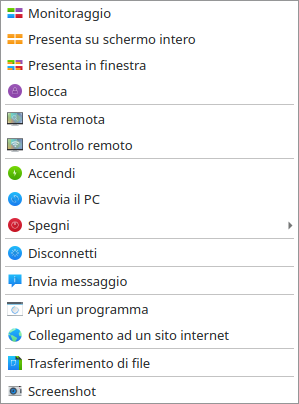 Monitoraggio
Presenta su schermo intero
Presenta in finestra
Blocca
Vista remota
Controllo remoto
Accendi
Riavvia il PC
Spegni
Disconnetti
Invia messaggio
Apri un programma
Collegamento ad un sito internet
Trasferimento di file
Screenshot